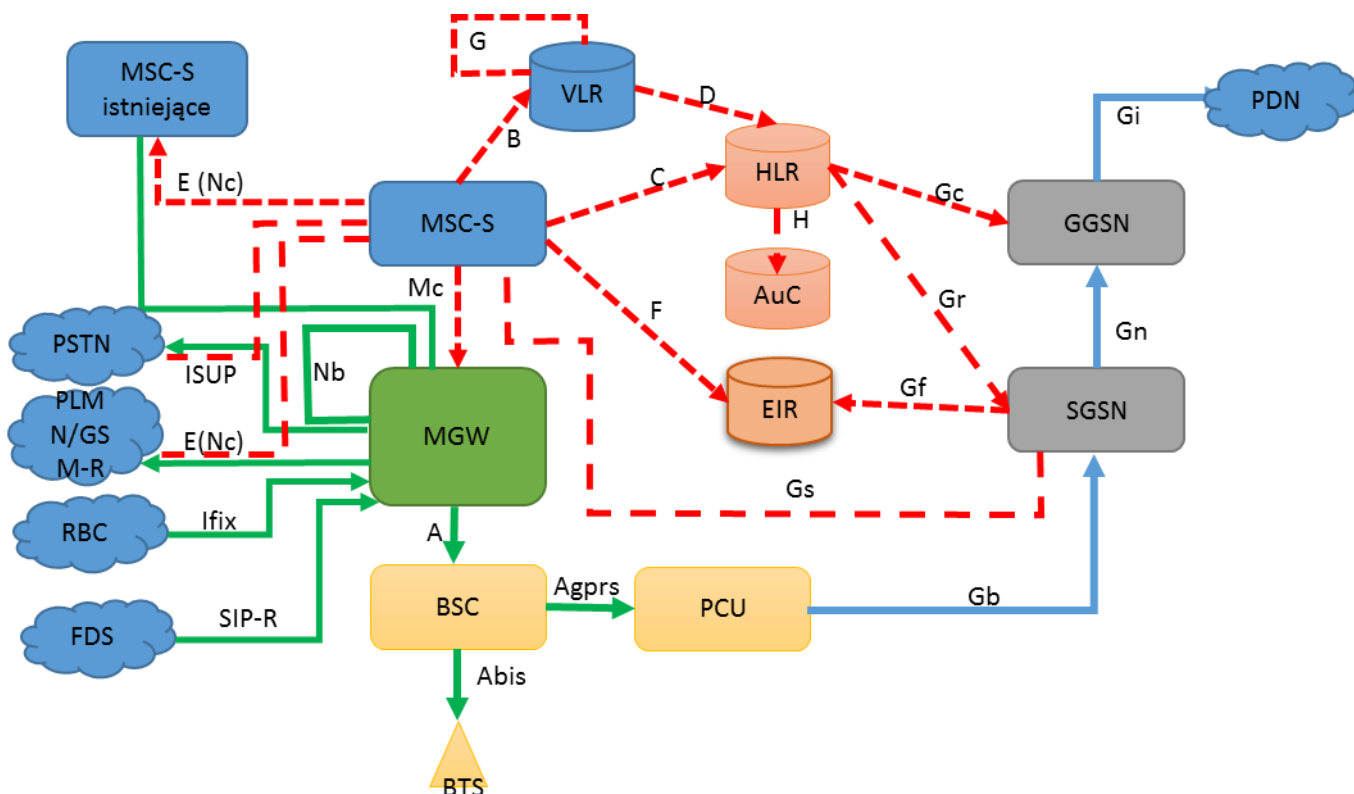 G
MSC-S
istniejące
VLR
D
PDN
Gi
B
HLR
E (Nc)
C
Gc
MSC-S
GGSN
H
Mc
AuC
F
Gr
PSTN
Gn
ISUP
Nb
PLM
N/GS
M-R
Gf
EIR
SGSN
MGW
E(Nc)
Gs
Ifix
RBC
A
Agprs
BSC
PCU
Gb
SIP-R
FDS
Abis
BTS